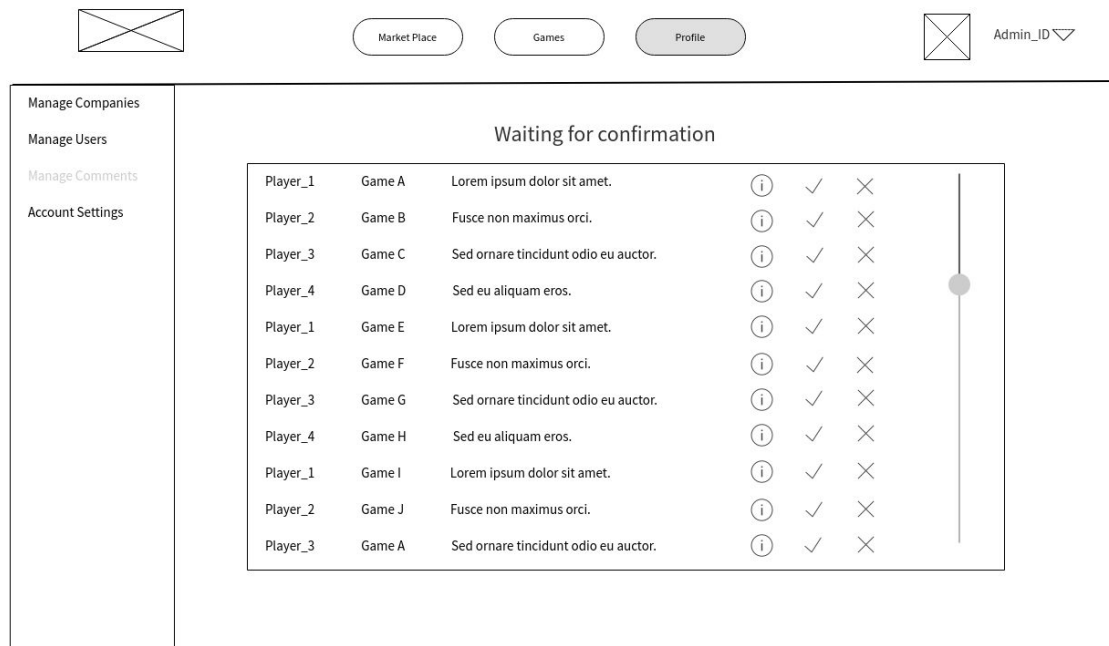 Market Place Games Profile Admin_ID
Manage Companies
Manage Users
Manage Comments
Account Settings
Waiting for confirmation
Player_1 Game A Lorem ipsum dolor sit amet.
Player_2 Game B Fusce non maximus orci.
Player_3 Game C Sed ornare tincidunt odio eu auctor.
Player_4 Game D Sed eu aliquam eros.
Player_1 Game E Lorem ipsum dolor sit amet.
Player_2 Game F Fusce non maximus orci.
Player_3 Game G Sed ornare tincidunt odio eu auctor.
Player_4 Game H Sed eu aliquam eros.
Player_1 Game I Lorem ipsum dolor sit amet.
Player_2 Game J Fusce non maximus orci.
Player_3 Game A Sed ornare tincidunt odio eu auctor.